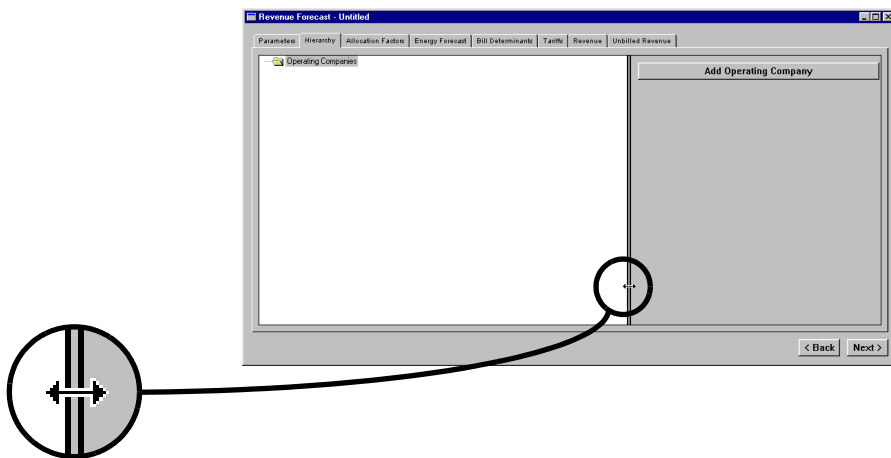 Revenue Forecast - Untitled
Parameters Hierarchy Allocation Factors Energy Forecast Bill Determinants Tariffs Revenue Unbilled Revenue
Operating Companies
Add Operating Company
< Back Next >